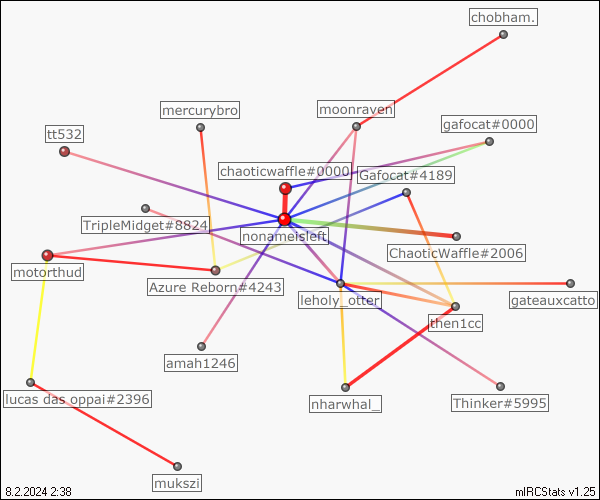 chobham.
mercurybro
moonraven
gafocat#0000
tt532
chaoticwaffle#0000
Gafocat#4189
TripleMidget#8824
nonameisleft
ChaoticWaffle#2006
motorthud
Azure Reborn#4243
leholy_otter
gateauxcatto
then1cc
amah1246
lucas das oppai#2396
nharwhal_
Thinker#5995
mukszi
8.2.2024 2:38
mIRCStats v1.25